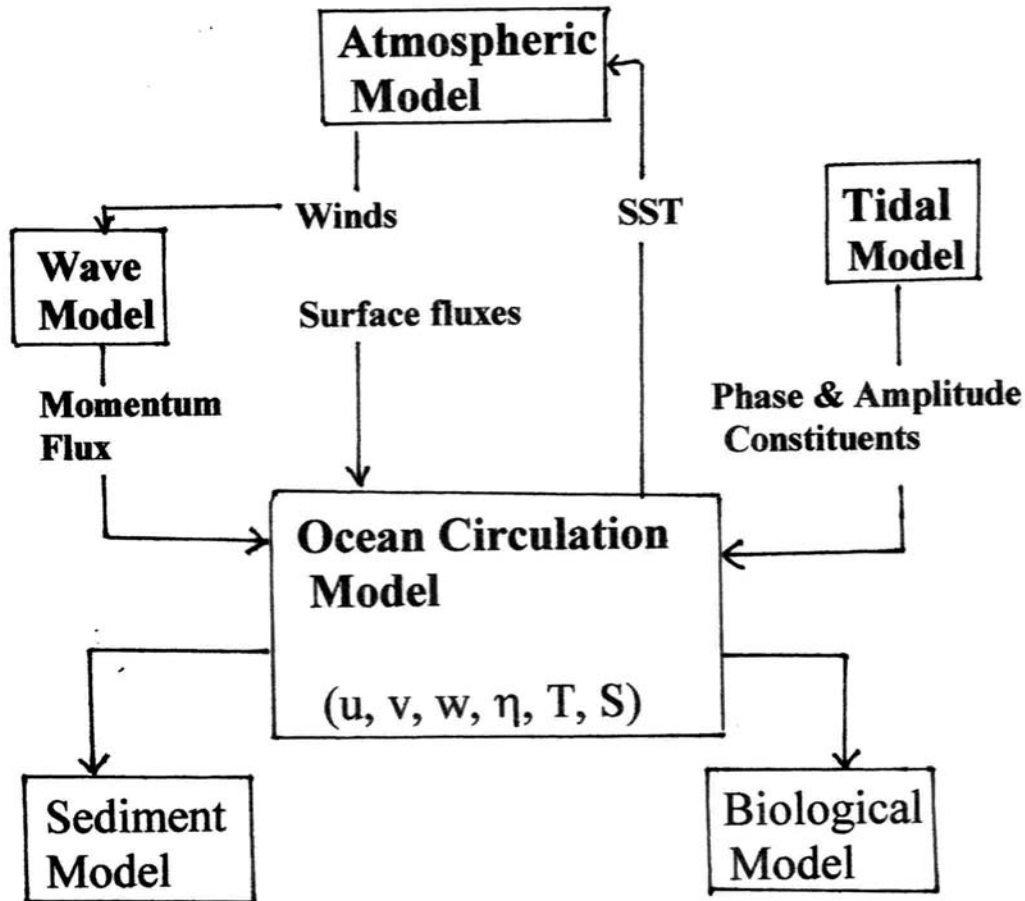 Atmospheric
Model
Winds
SST
Tidal
Model
Wave
Model
Surface fluxes
Momentum
Flux
Phase & Amplitude
Constituents
Ocean Circulation
Model
(u, v, w, η, T, S)
Sediment
Model
Biological
Model